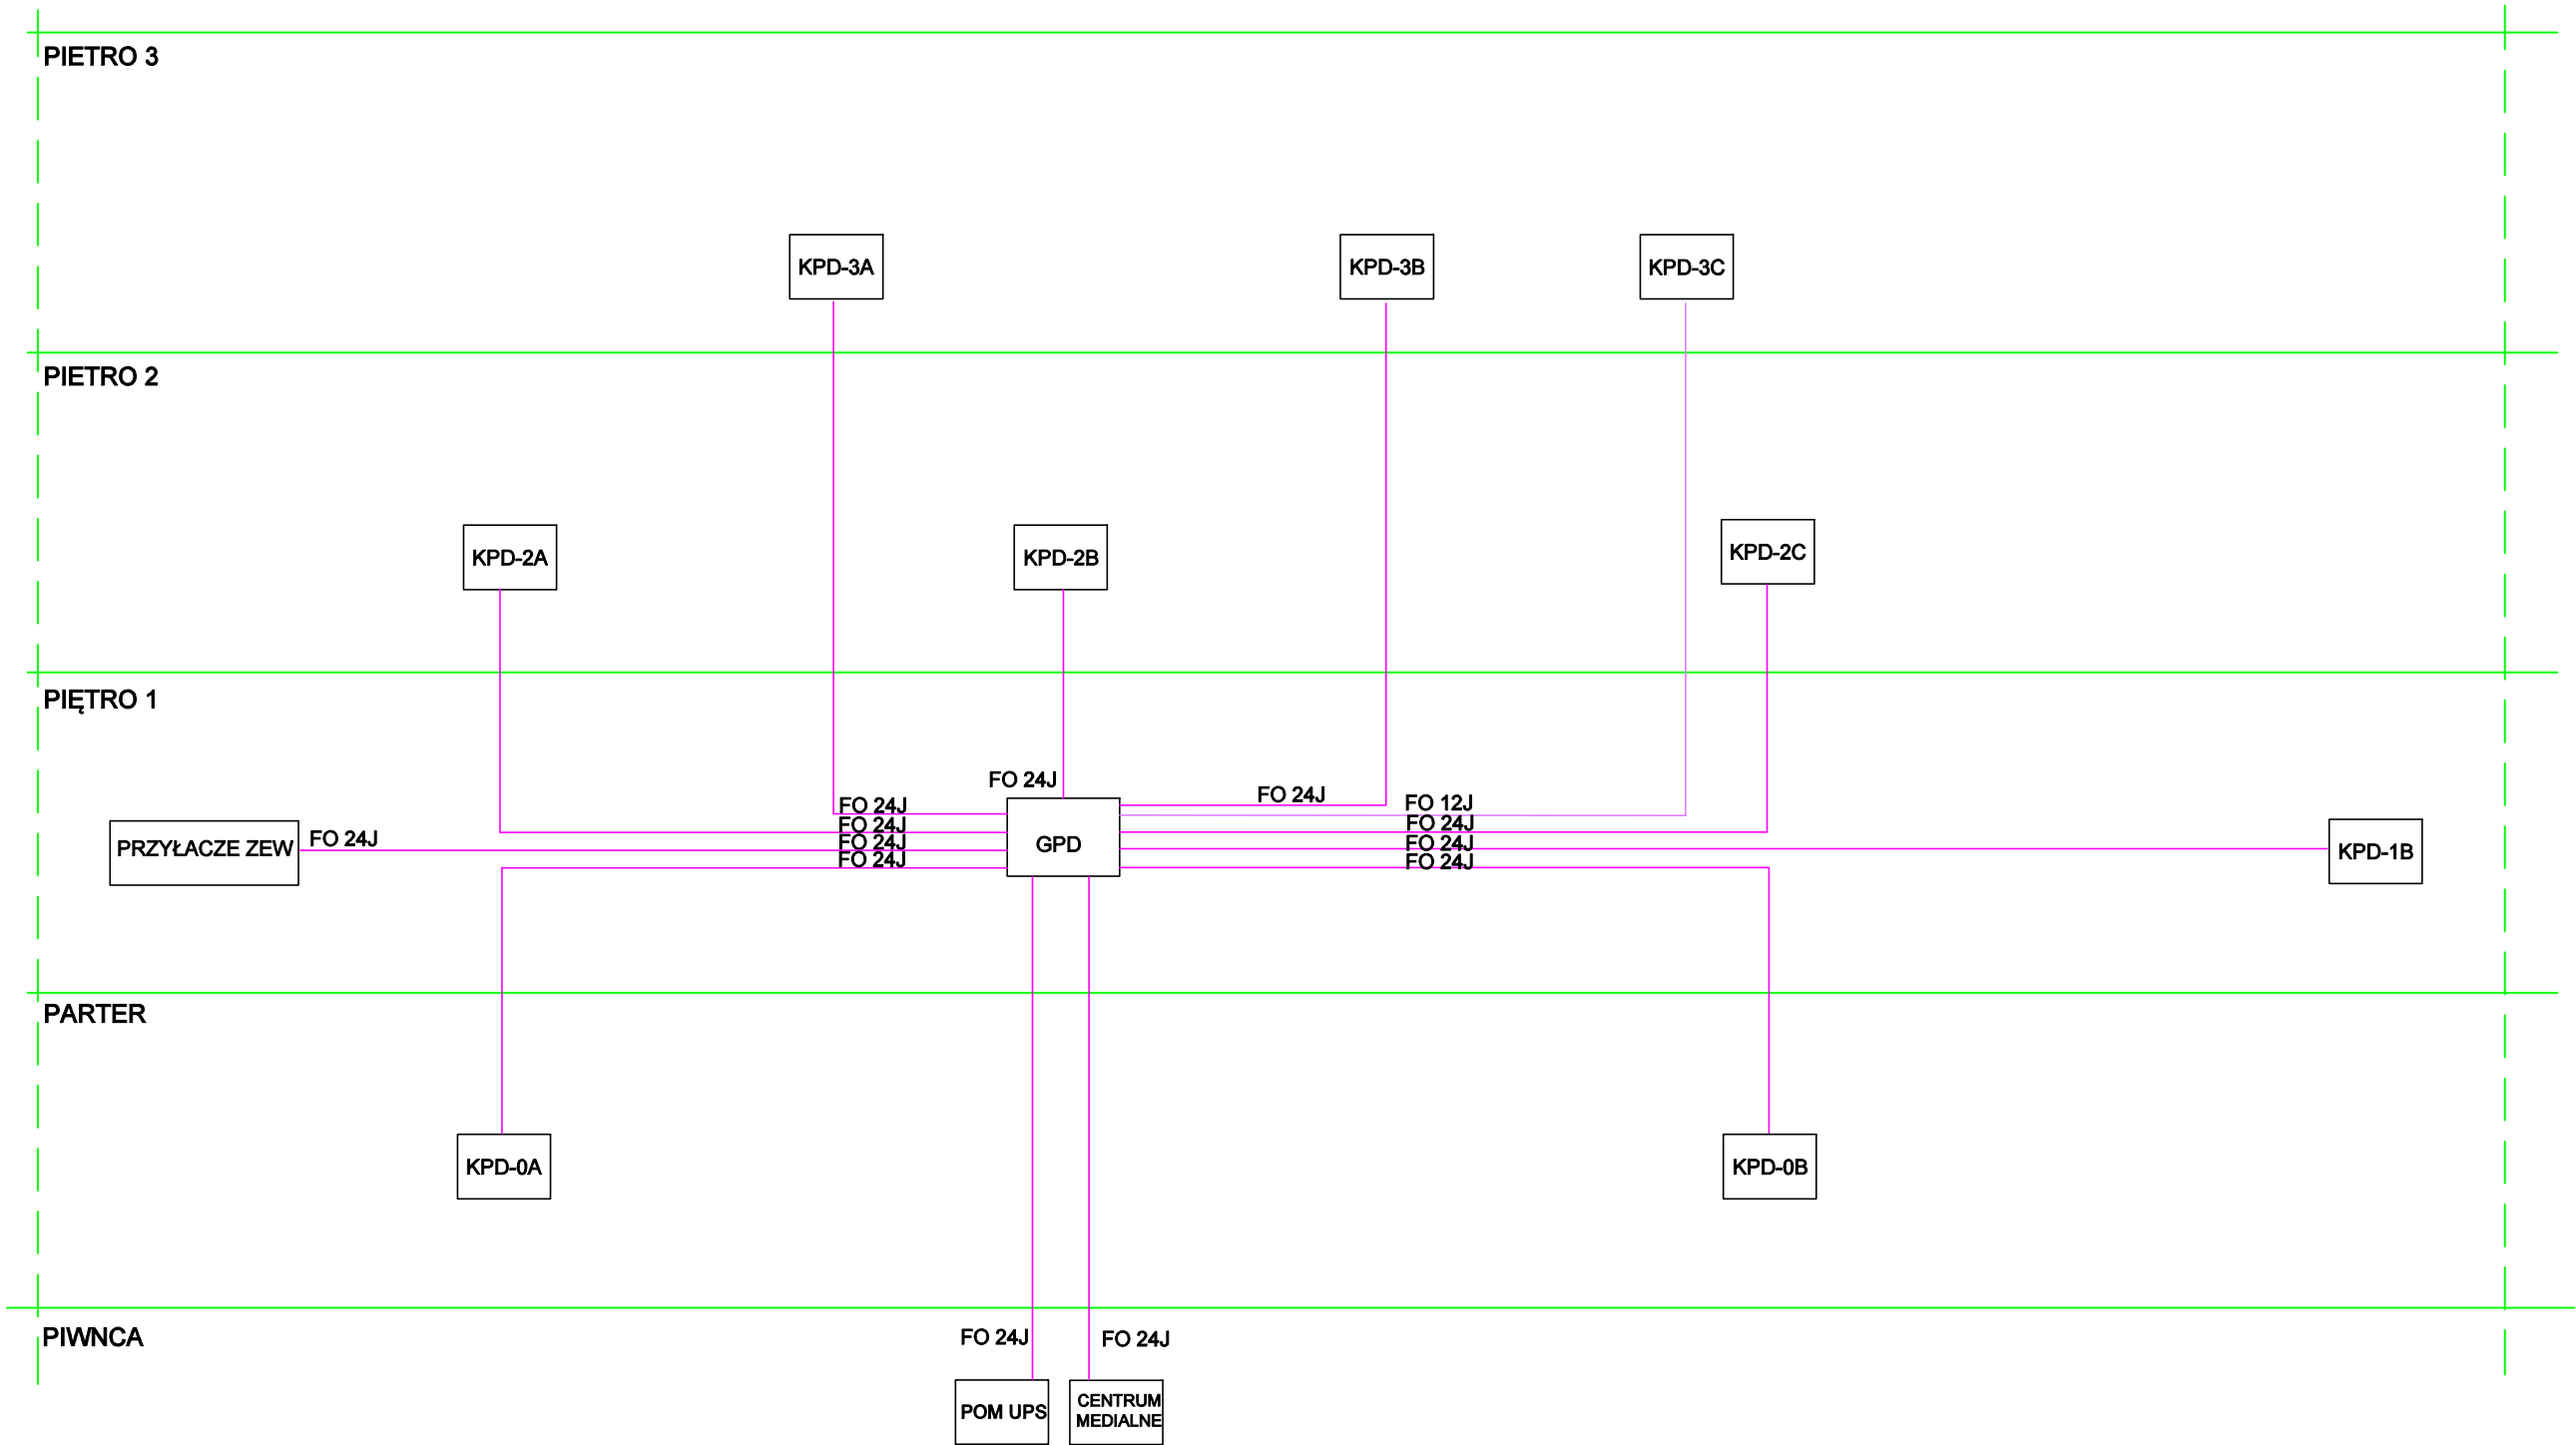 PIETRO 3
KPD-3A
KPD-3B
KPD-3C
PIETRO 2
KPD-2A
KPD-2B
KPD-2C
PIĘTRO 1
FO 24J
FO 24J
FO 24J
FO 12J
FO 24J
FO 24J
FO 24J
FO 24J
FO 24J
FO 24J
FO 24J
PRZYŁACZE ZEW
GPD
KPD-1B
PARTER
KPD-0A
KPD-0B
PIWNCA
FO 24J
FO 24J
POM UPS
CENTRUM
MEDIALNE